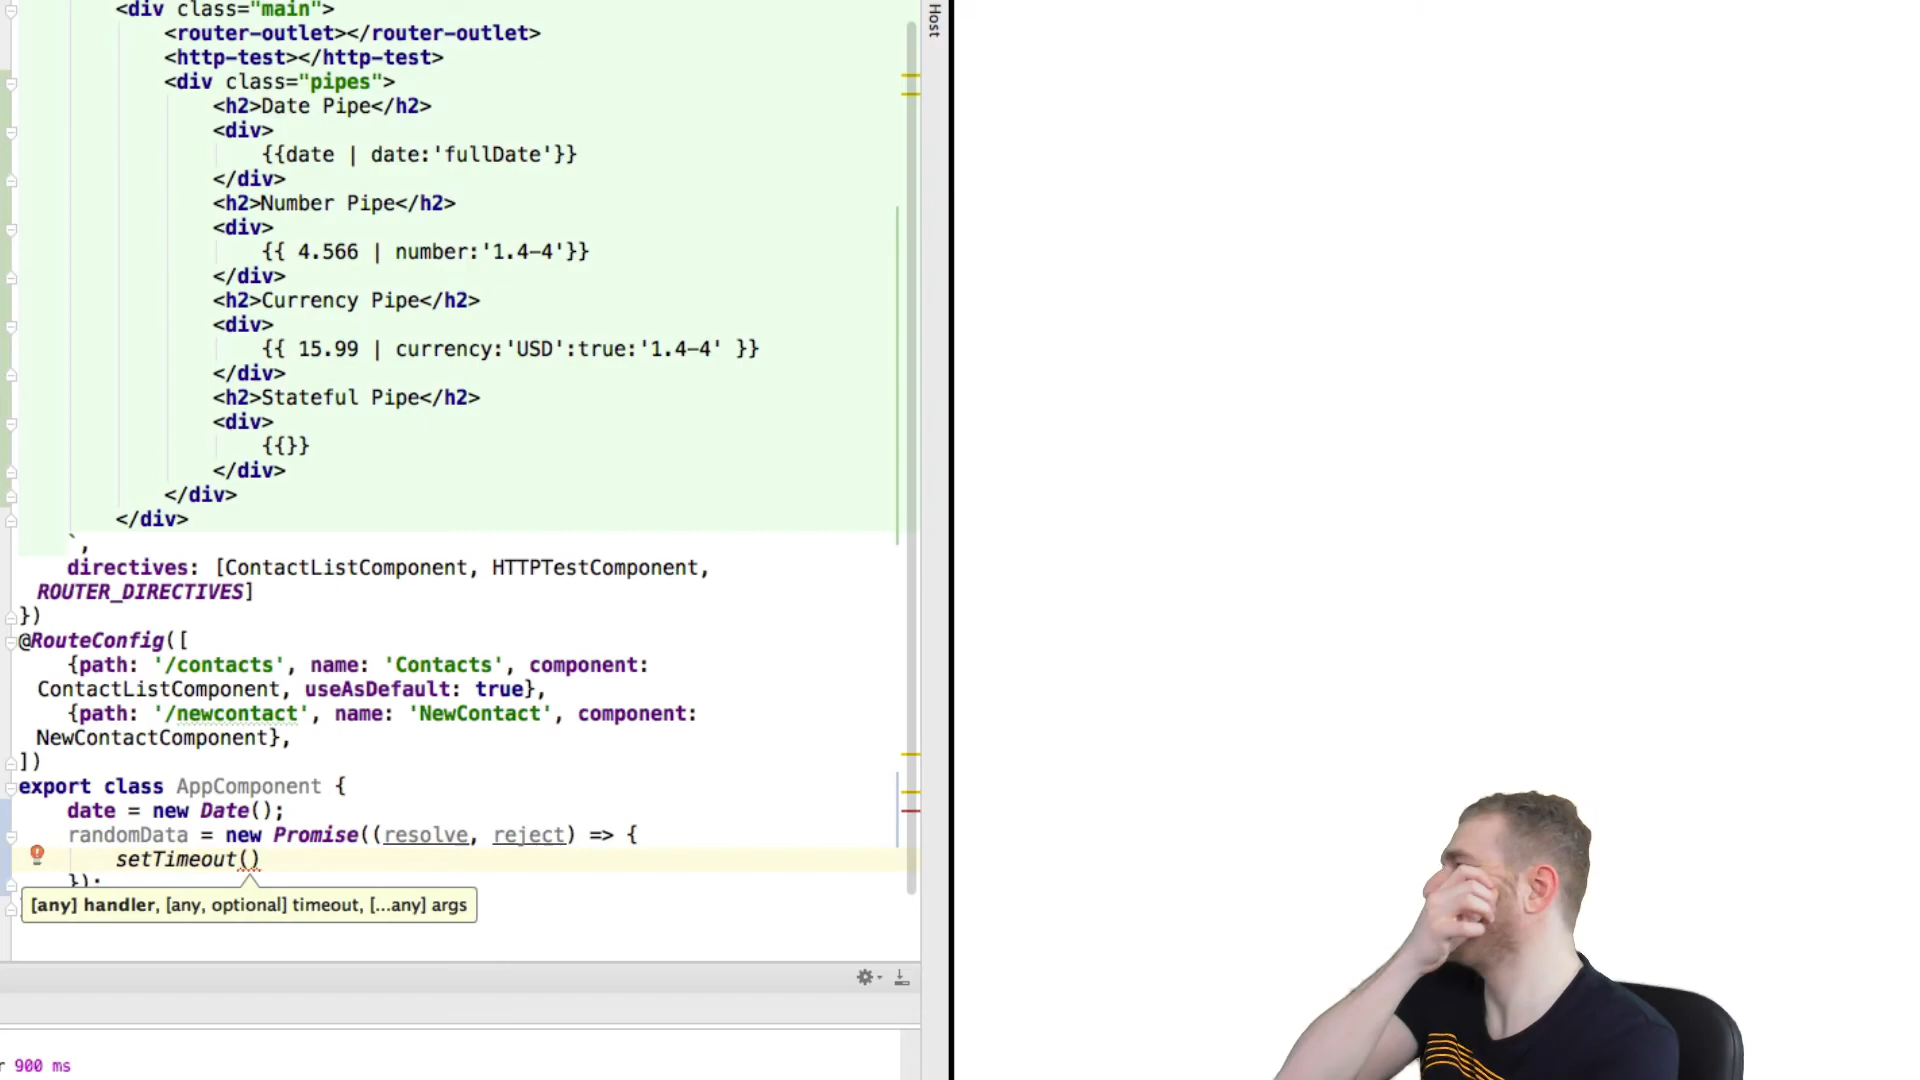 <div class="main">
<router-outlet></router-outlet>
<http-test></http-test>
<div class="pipes">
<h2>Date Pipe</h2>
<div>
{{date | date:'fullDate'}}
</div>
<h2>Number Pipe</h2>
<div>
{{ 4.566 | number:'1.4-4'}}
</div>
<h2>Currency Pipe</h2>
<div>
{{ 15.99 | currency:'USD':true:'1.4-4' }}
</div>
<h2>Stateful Pipe</h2>
<div>
{{}}
</div>
</div>
</div>
`,
directives: [ContactListComponent, HTTPTestComponent,
ROUTER_DIRECTIVES]
})
@RouteConfig([
{path: '/contacts', name: 'Contacts', component:
ContactListComponent, useAsDefault: true},
{path: '/newcontact', name: 'NewContact', component:
NewContactComponent},
])
export class AppComponent {
date = new Date();
randomData = new Promise((resolve, reject) => {
setTimeout()
});
[any] handler, [any, optional] timeout, [...any] args
900 ms
Host